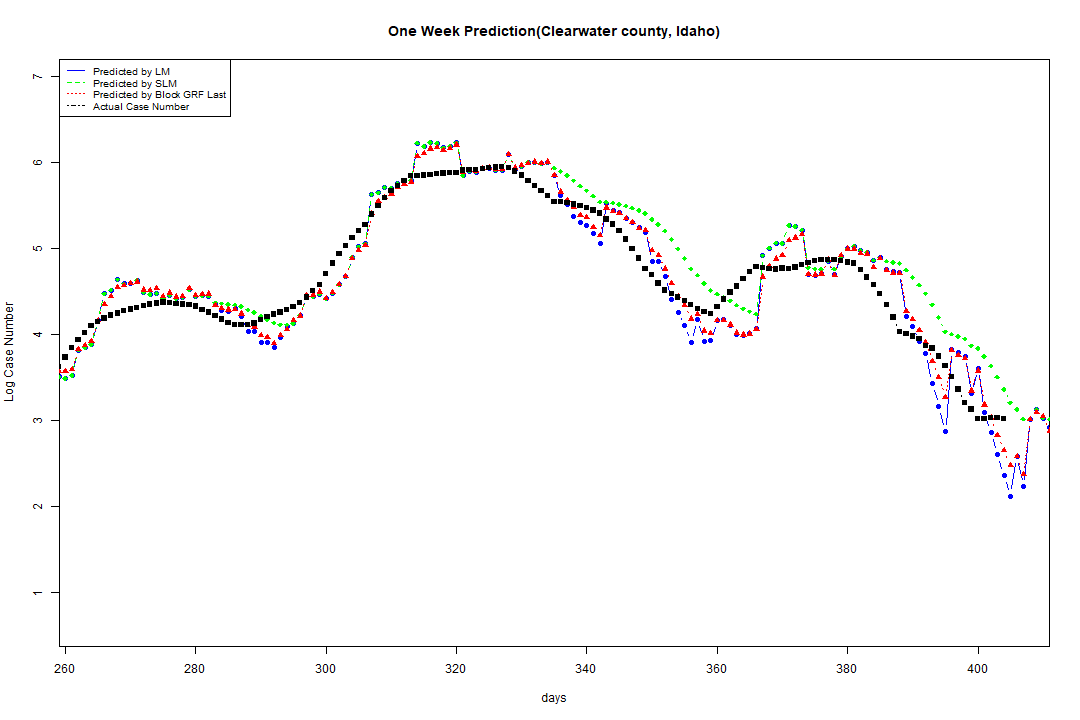 One Week Prediction(Clearwater county, Idaho)
Predicted by LM
Predicted by SLM
Predicted by Block GRF Last
Actual Case Number
Log Case Number
7
6
5
4
3
2
1
260 280 300 320 340 360 380 400
days